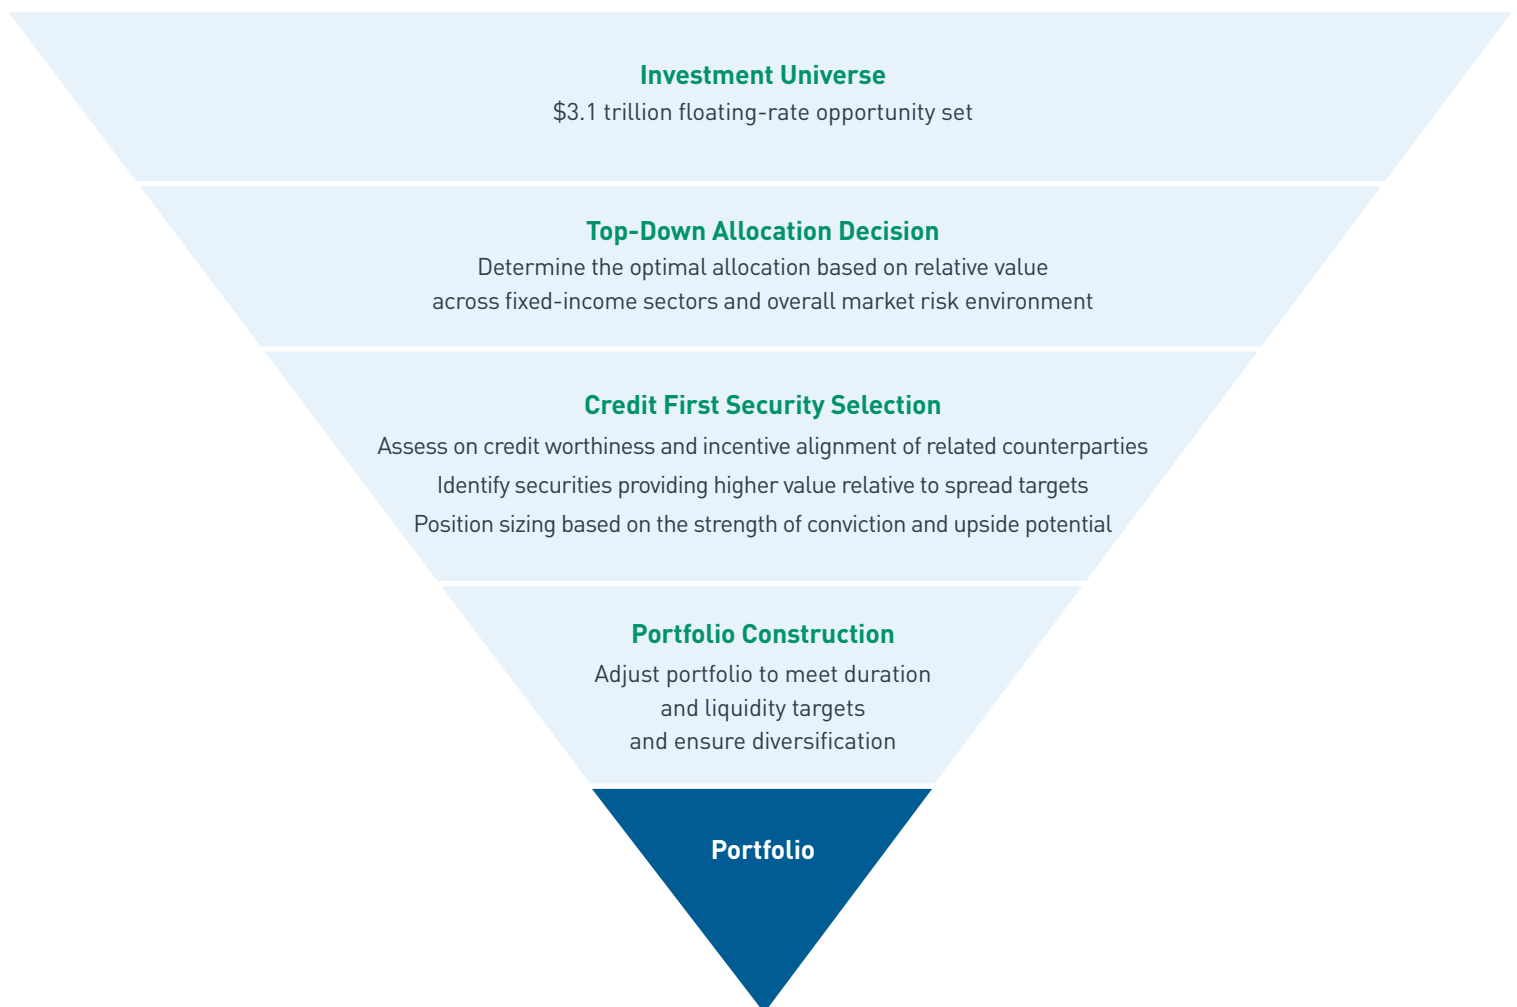 Investment Universe
$3.1 trillion floating-rate opportunity set
Top-Down Allocation Decision
Determine the optimal allocation based on relative value
across fixed-income sectors and overall market risk environment
Credit First Security Selection
Assess on credit worthiness and incentive alignment of related counterparties
Identify securities providing higher value relative to spread targets
Position sizing based on the strength of conviction and upside potential
Portfolio Construction
Adjust portfolio to meet duration
and liquidity targets
and ensure diversification
Portfolio